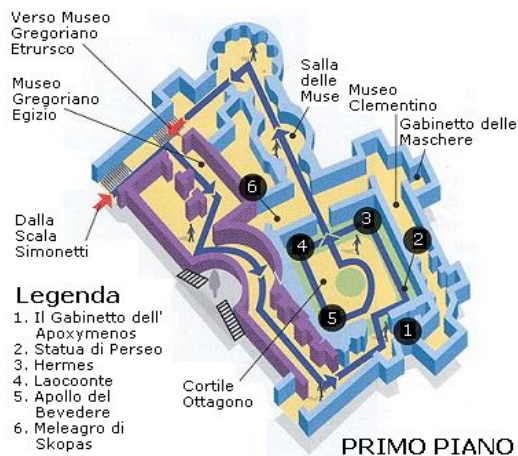 Verso Museo
Gregoriano
Etrursco
Museo
Gregoriano
Egizio
Salla
delle
Muse
Museo
Clementino
Gabinetto delle
Maschere
6
3
4
2
5
1
Dalla
Scala
Simonetti
Legenda
1. Il Gabinetto dell'
Apoxymenos
2. Statua di Perseo
3. Hermes
4. Laocoonte
5. Apollo del
Bevedere
6. Meleagro di
Skopas
Cortile
Ottagono
PRIMO PIANO